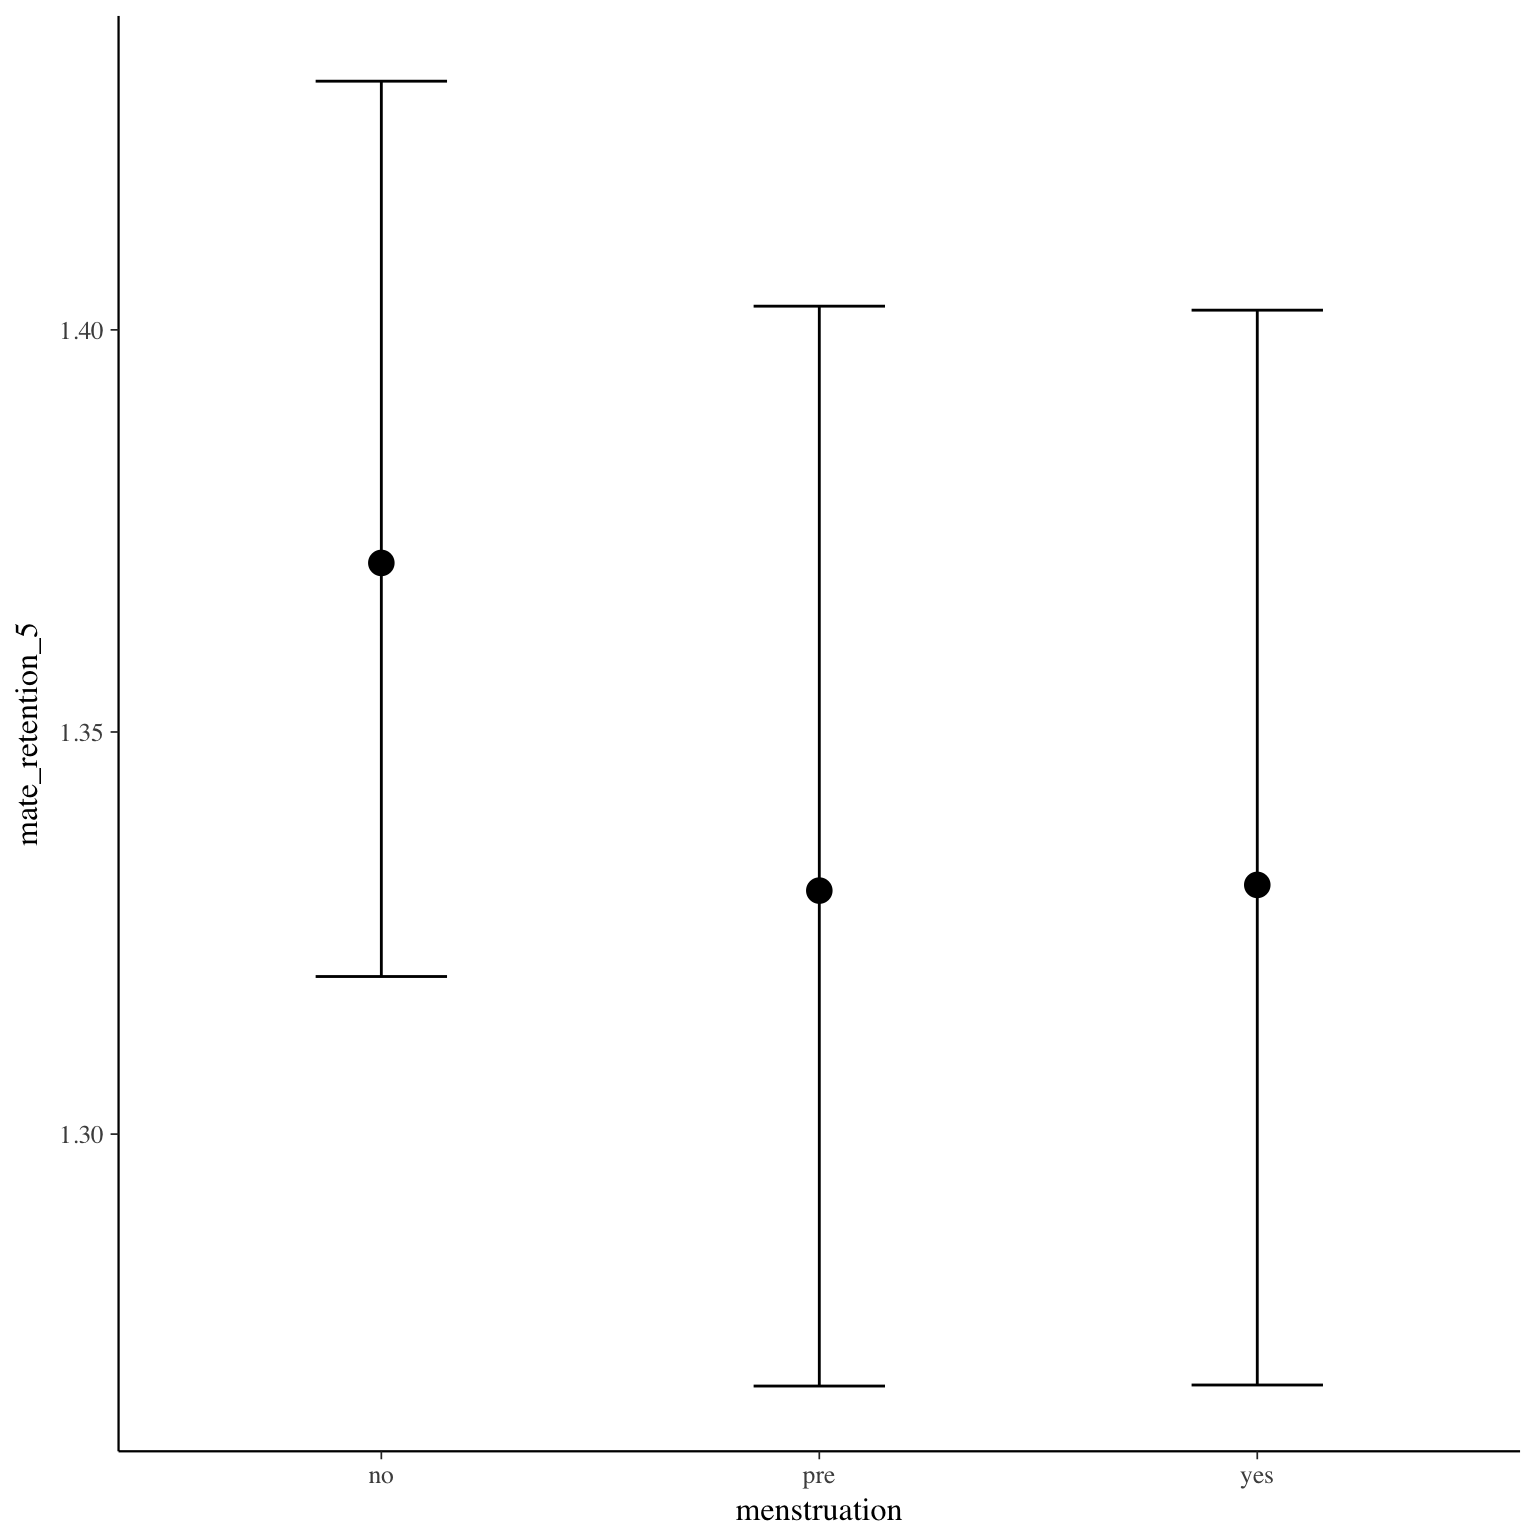 mate_retention_5
1.40
1.35
1.30
no pre yes
menstruation